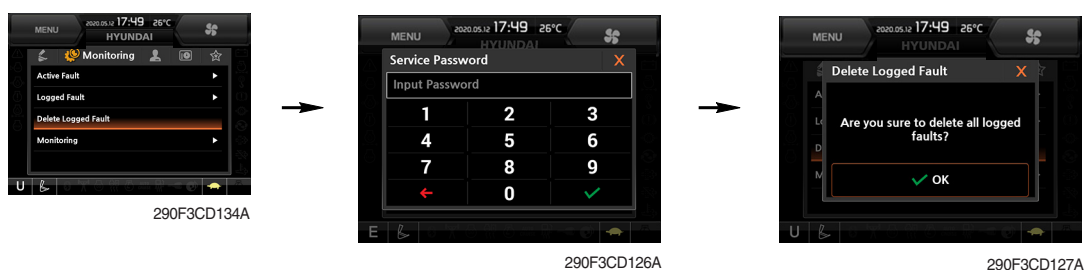 MENU
2020.05.12 17:49 26°C
HYUNDAI
Monitoring
Active Fault
Logged Fault
Delete Logged Fault
Monitoring
U
290F3CD134A
MENU
2020.05.12 17:49 26°C
HYUNDAI
Service Password X
Input Password
1 2 3
4 5 6
7 8 9
0
E
290F3CD126A
MENU
2020.05.12 17:49 26°C
HYUNDAI
Delete Logged Fault X
Are you sure to delete all logged
faults?
OK
U
290F3CD127A